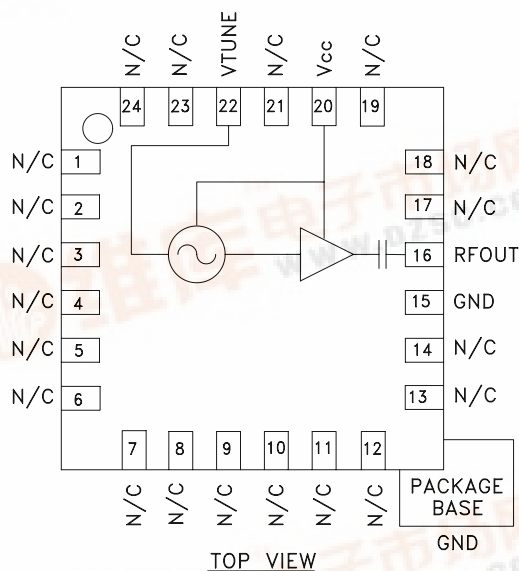 N/C N/C VTUNE N/C Vcc N/C
24 23 22 21 20 19
N/C 1
N/C 2
N/C 3
N/C 4
N/C 5
N/C 6
18 N/C
17 N/C
16 RFOUT
15 GND
14 N/C
13 N/C
7 8 9 10 11 12
N/C N/C N/C N/C N/C N/C
PACKAGE
BASE
GND
TOP VIEW